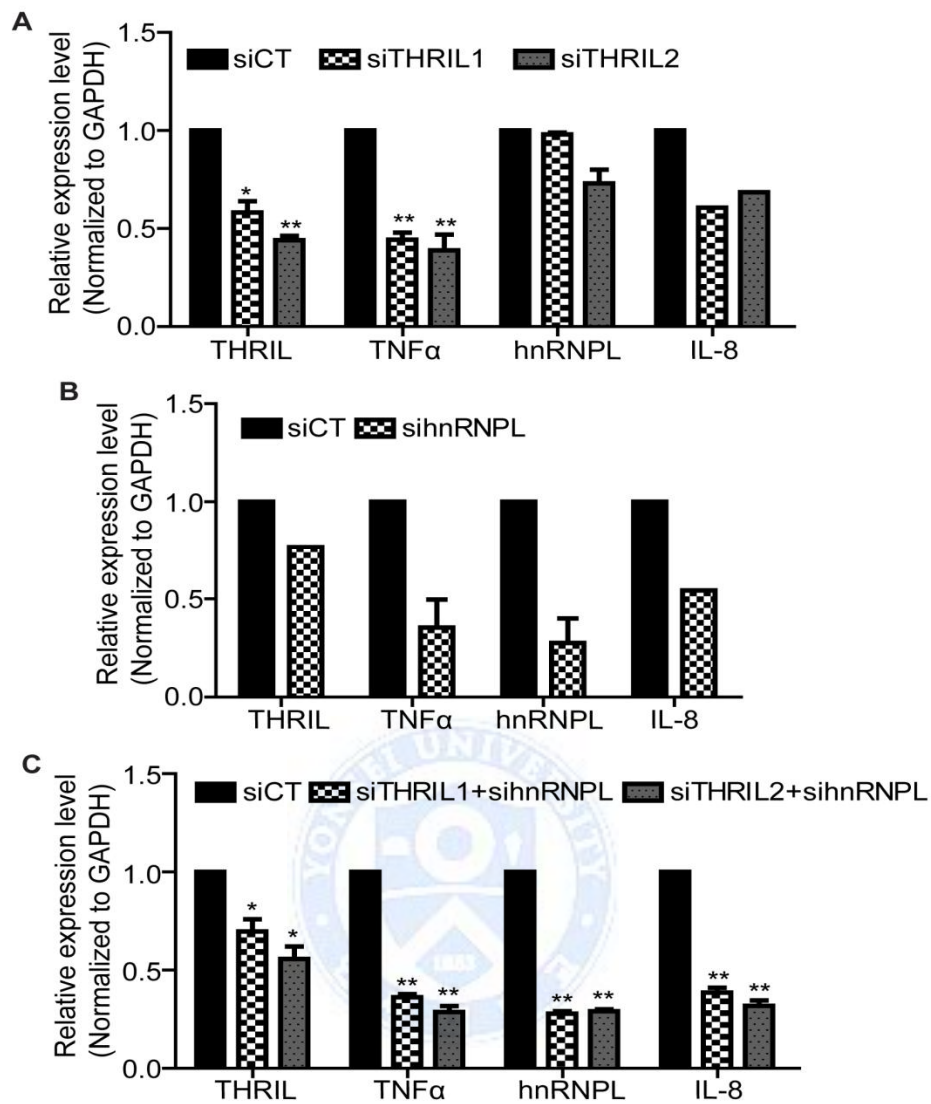 A
siCT siTHRIL1 siTHRIL2
Relative expression level
(Normalized to GAPDH)
1.5
1.0
0.5
0.0
* ** ** **
THRIL TNFα hnRNPL IL-8
B
siCT sihnRNPL
Relative expression level
(Normalized to GAPDH)
1.5
1.0
0.5
0.0
THRIL TNFα hnRNPL IL-8
C
siCT siTHRIL1+sihnRNPL siTHRIL2+sihnRNPL
Relative expression level
(Normalized to GAPDH)
1.5
1.0
0.5
0.0
* * ** ** ** ** ** **
THRIL TNFα hnRNPL IL-8
YONSEI UNIVERSITY
1885